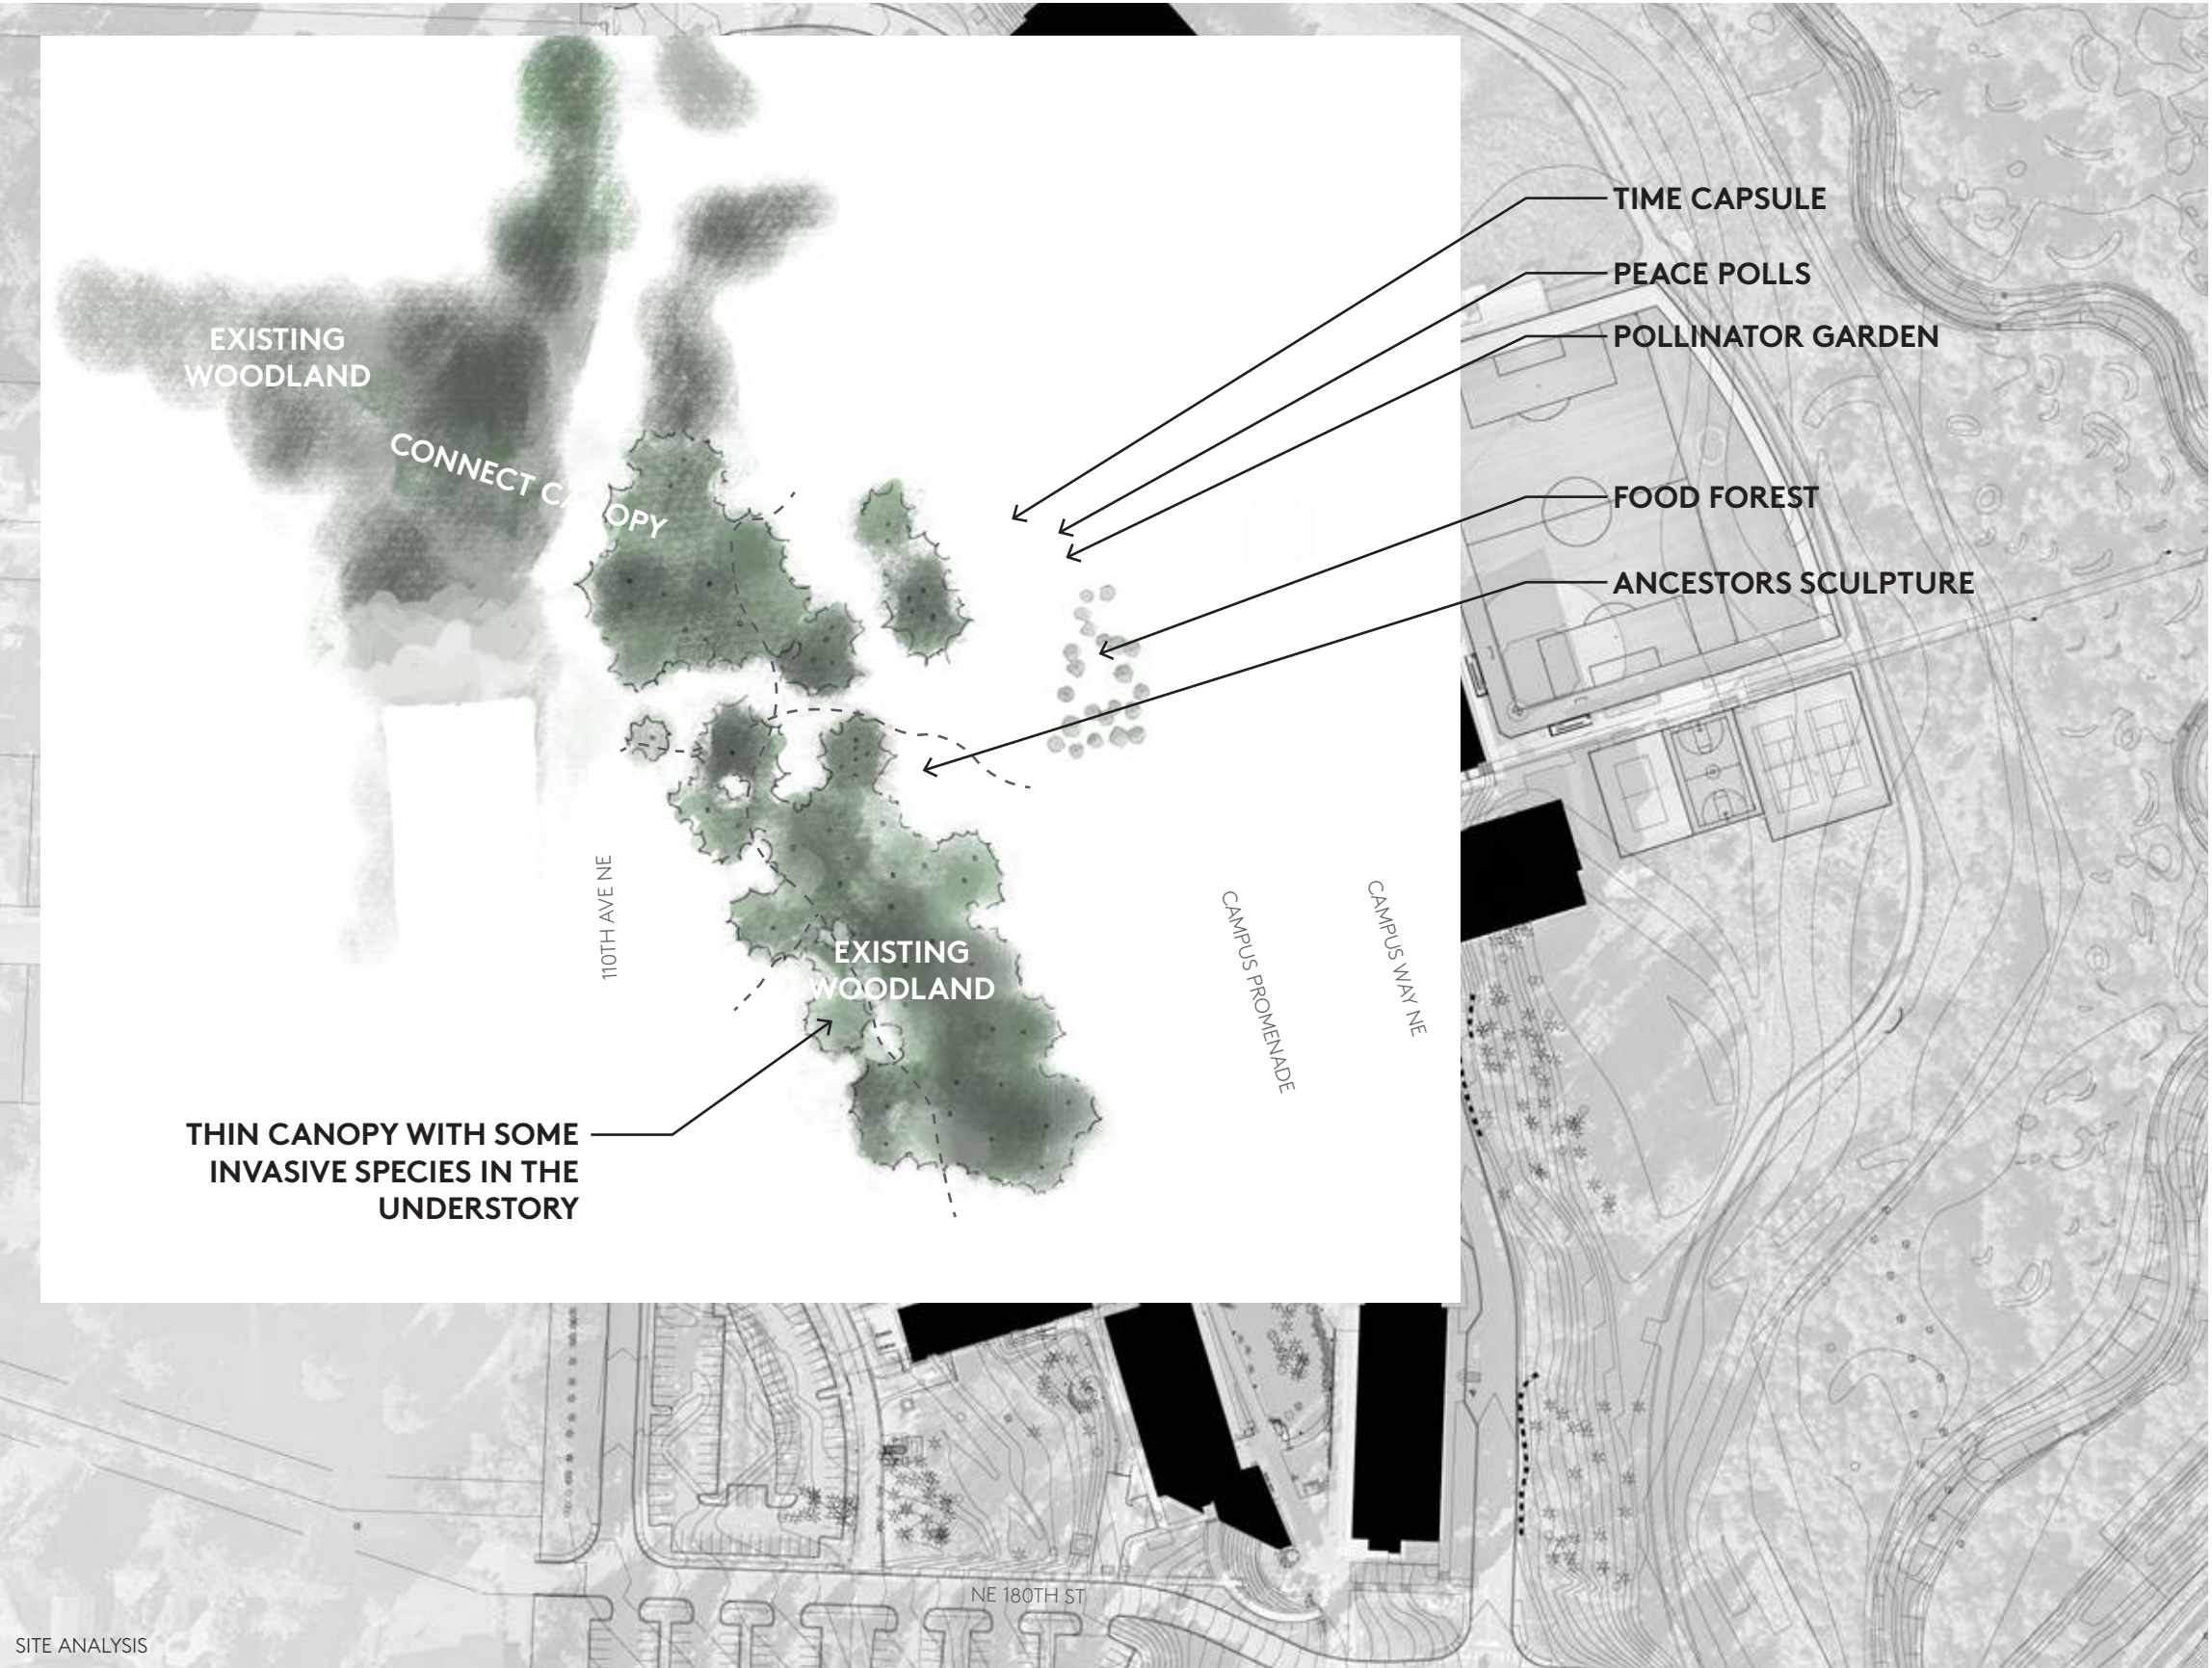 TIME CAPSULE
PEACE POLLS
POLLINATOR GARDEN
EXISTING
WOODLAND
CONNECT CANOPY
FOOD FOREST
ANCESTORS SCULPTURE
110TH AVE NE
CAMPUS PROMENADE
CAMPUS WAY NE
EXISTING
WOODLAND
THIN CANOPY WITH SOME
INVASIVE SPECIES IN THE
UNDERSTORY
NE 180TH ST
SITE ANALYSIS